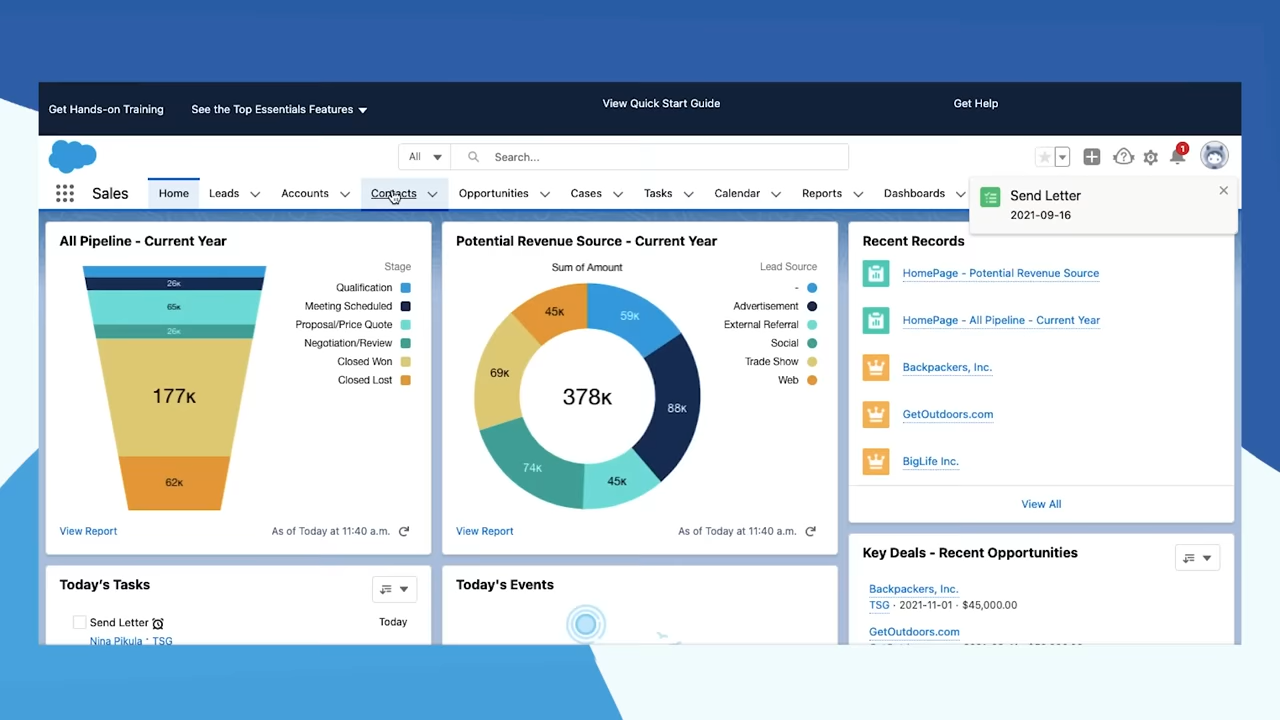 Get Hands-on Training
See the Top Essentials Features
View Quick Start Guide
Get Help
All
Search...
1
Sales
Home
Leads
Accounts
Contacts
Opportunities
Cases
Tasks
Calendar
Reports
Dashboards
Send Letter
2021-09-16
All Pipeline - Current Year
Stage
Qualification
Meeting Scheduled
Proposal/Price Quote
Negotiation/Review
Closed Won
Closed Lost
26K
65K
26K
177K
62K
View Report
As of Today at 11:40 a.m.
Potential Revenue Source - Current Year
Sum of Amount
Lead Source
-
Advertisement
External Referral
Social
Trade Show
Web
45K
59K
69K
378K
88K
74K
45K
View Report
As of Today at 11:40 a.m.
Recent Records
HomePage - Potential Revenue Source
HomePage - All Pipeline - Current Year
Backpackers, Inc.
GetOutdoors.com
BigLife Inc.
View All
Today's Tasks
Send Letter
Today
Nina Pikula · TSG
Today's Events
Key Deals - Recent Opportunities
Backpackers, Inc.
TSG · 2021-11-01 · $45,000.00
GetOutdoors.com